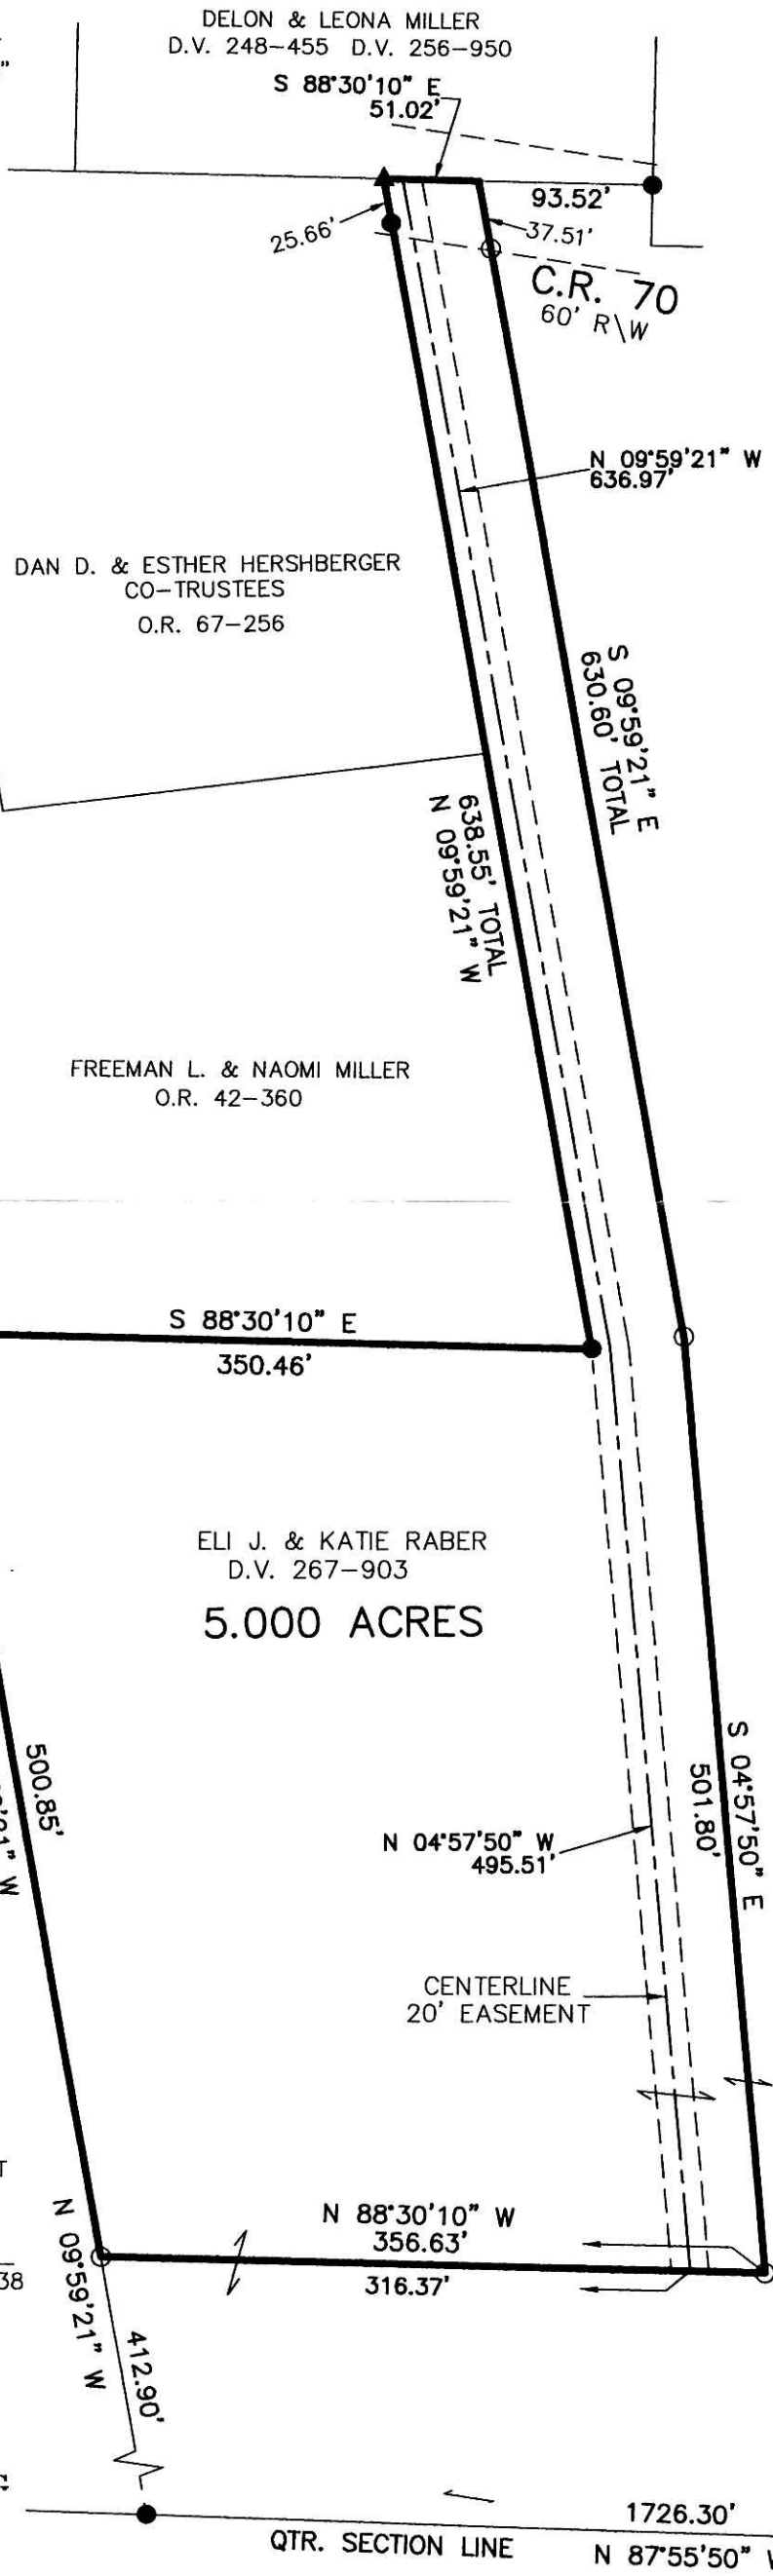 DELON & LEONA MILLER
D.V. 248-455 D.V. 256-950
S 88°30'10" E
51.02'
93.52'
25.66'
37.51'
C.R. 70
60' R\W
N 09°59'21" W
636.97'
DAN D. & ESTHER HERSHBERGER
CO-TRUSTEES
O.R. 67-256
S 09°59'21" E
630.60' TOTAL
638.55' TOTAL
N 09°59'21" W
FREEMAN L. & NAOMI MILLER
O.R. 42-360
S 88°30'10" E
350.46'
ELI J. & KATIE RABER
D.V. 267-903
5.000 ACRES
500.85'
W
S 04°57'50" E
501.80'
N 04°57'50" W
495.51'
CENTERLINE
20' EASEMENT
N 88°30'10" W
356.63'
316.37'
38
N 09°59'21" W
412.90'
1726.30'
QTR. SECTION LINE
N 87°55'50"